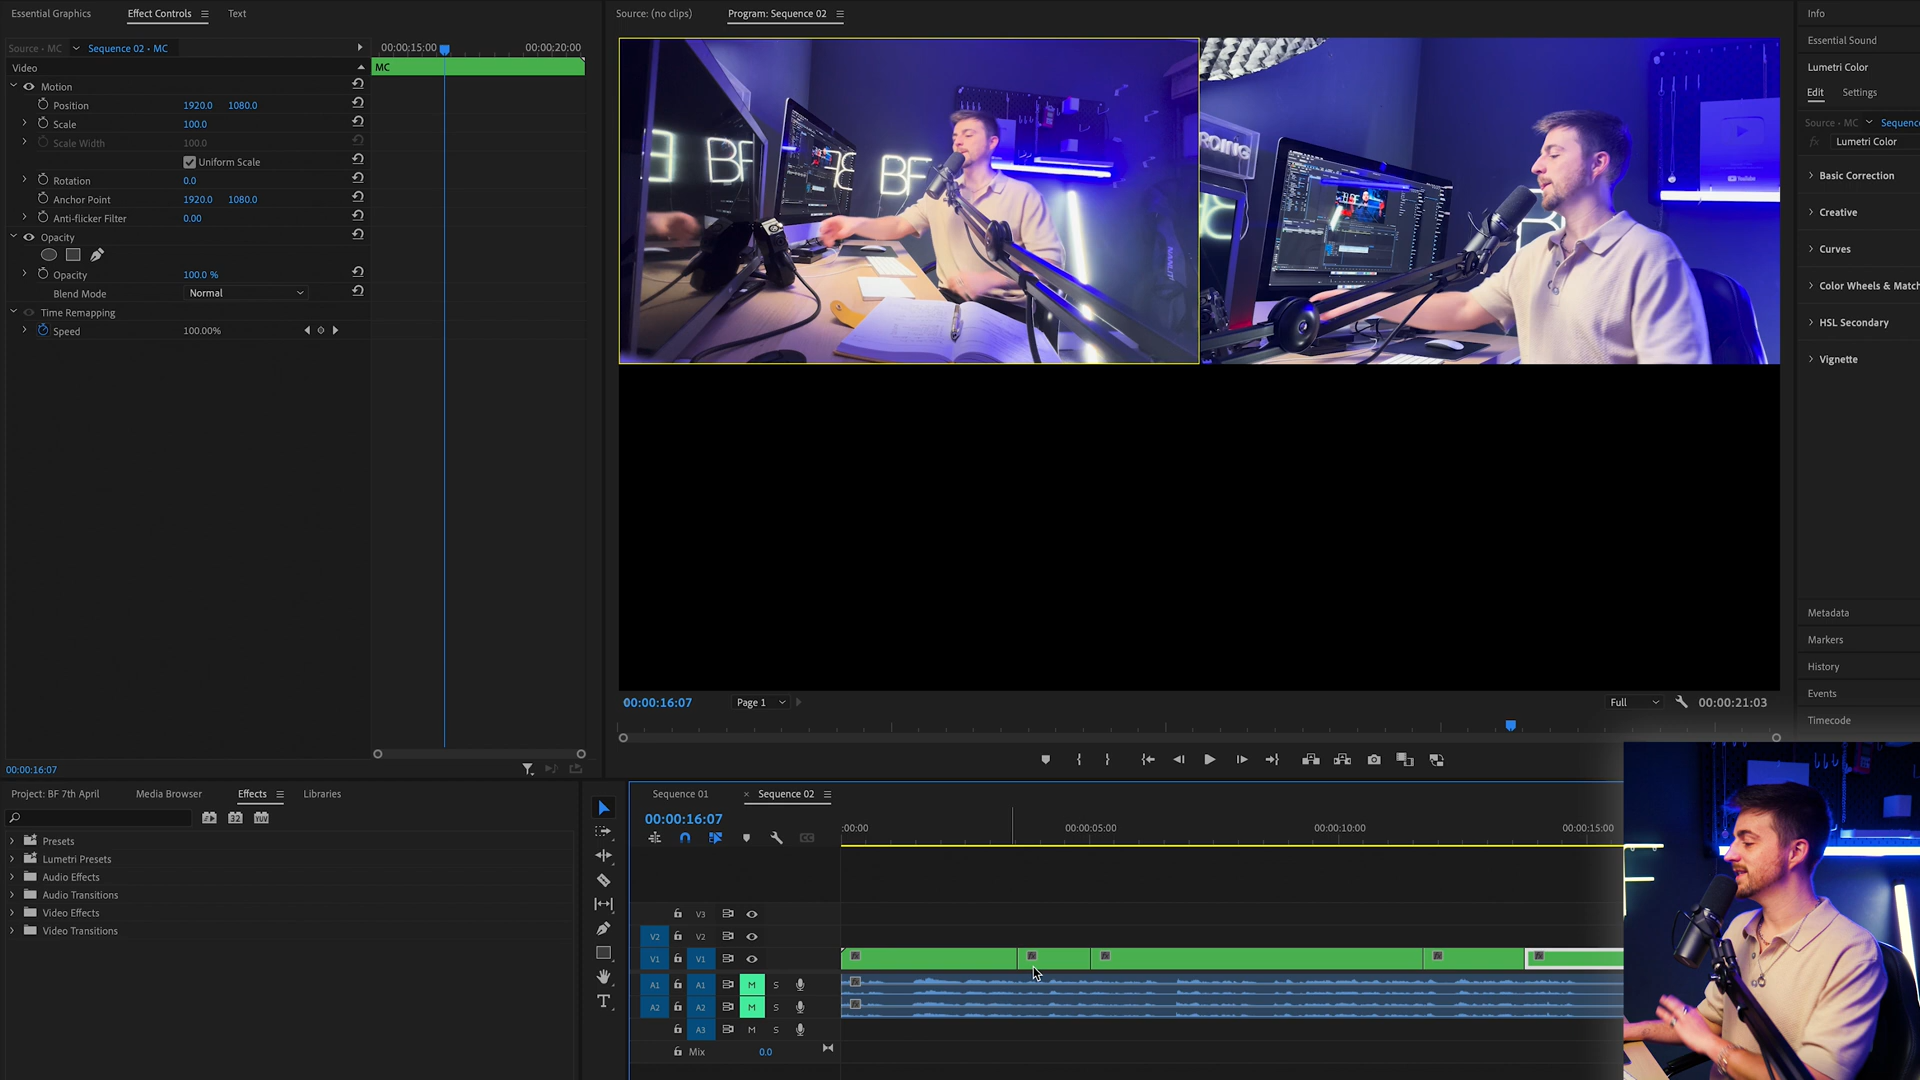 Essential Graphics
Effect Controls
Text
Source: (no clips)
Program: Sequence 02
Info
Source • MC
Sequence 02 • MC
00:00:15:00
00:00:20:00
Essential Sound
Video
MC
Lumetri Color
Motion
Edit
Settings
Position 1920.0 1080.0
Scale 100.0
Source • MC
Scale Width 100.0
Lumetri Color
Uniform Scale
Rotation 0.0
Basic Correction
Anchor Point 1920.0 1080.0
Creative
Anti-flicker Filter 0.00
Opacity
Curves
Opacity 100.0 %
Color Wheels & Match
Blend Mode Normal
Time Remapping
HSL Secondary
Speed 100.00%
Vignette
BF
BF
YouTube
Metadata
Markers
History
Events
Timecode
00:00:16:07
Page 1
Full
00:00:21:03
00:00:16:07
Project: BF 7th April
Media Browser
Effects
Libraries
Sequence 01
Sequence 02
00:00:16:07
:00:00
00:00:05:00
00:00:10:00
00:00:15:00
Presets
Lumetri Presets
Audio Effects
Audio Transitions
Video Effects
Video Transitions
V3
V2 V2
V1 V1
A1 A1 M S
A2 A2 M S
A3 M S
Mix 0.0